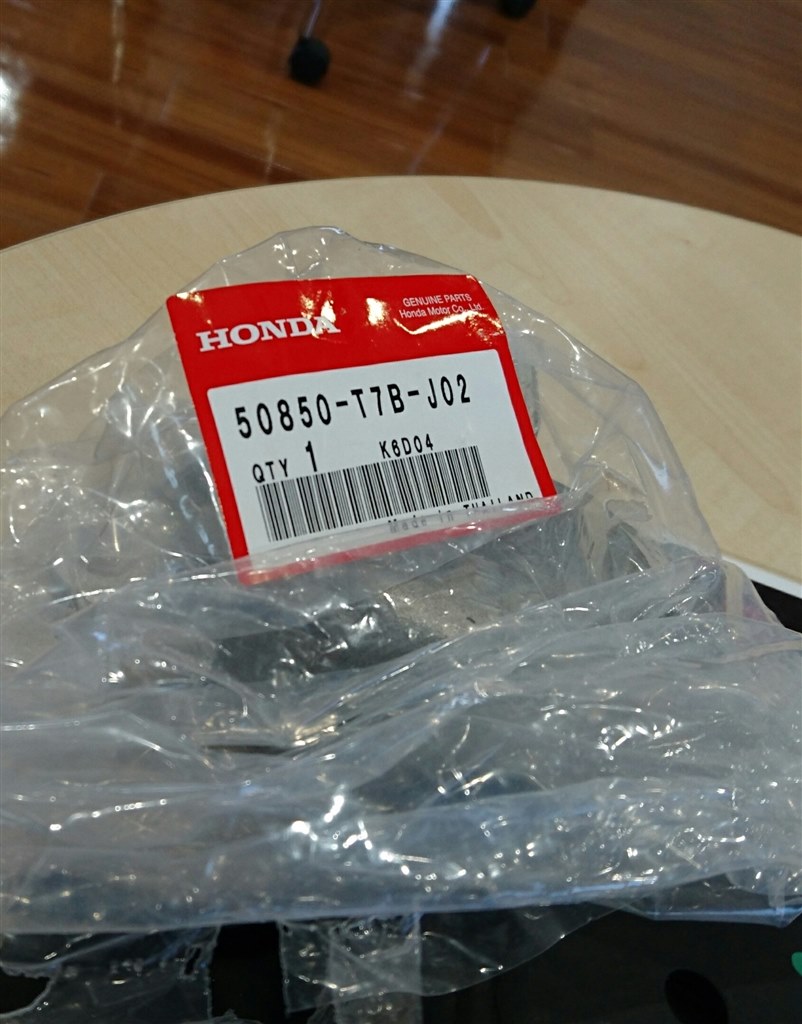 HONDA
GENUINE PARTS
Honda Motor Co., Ltd.
50850-T7B-J02
QTY 1 K6D04
Made in THAILAND